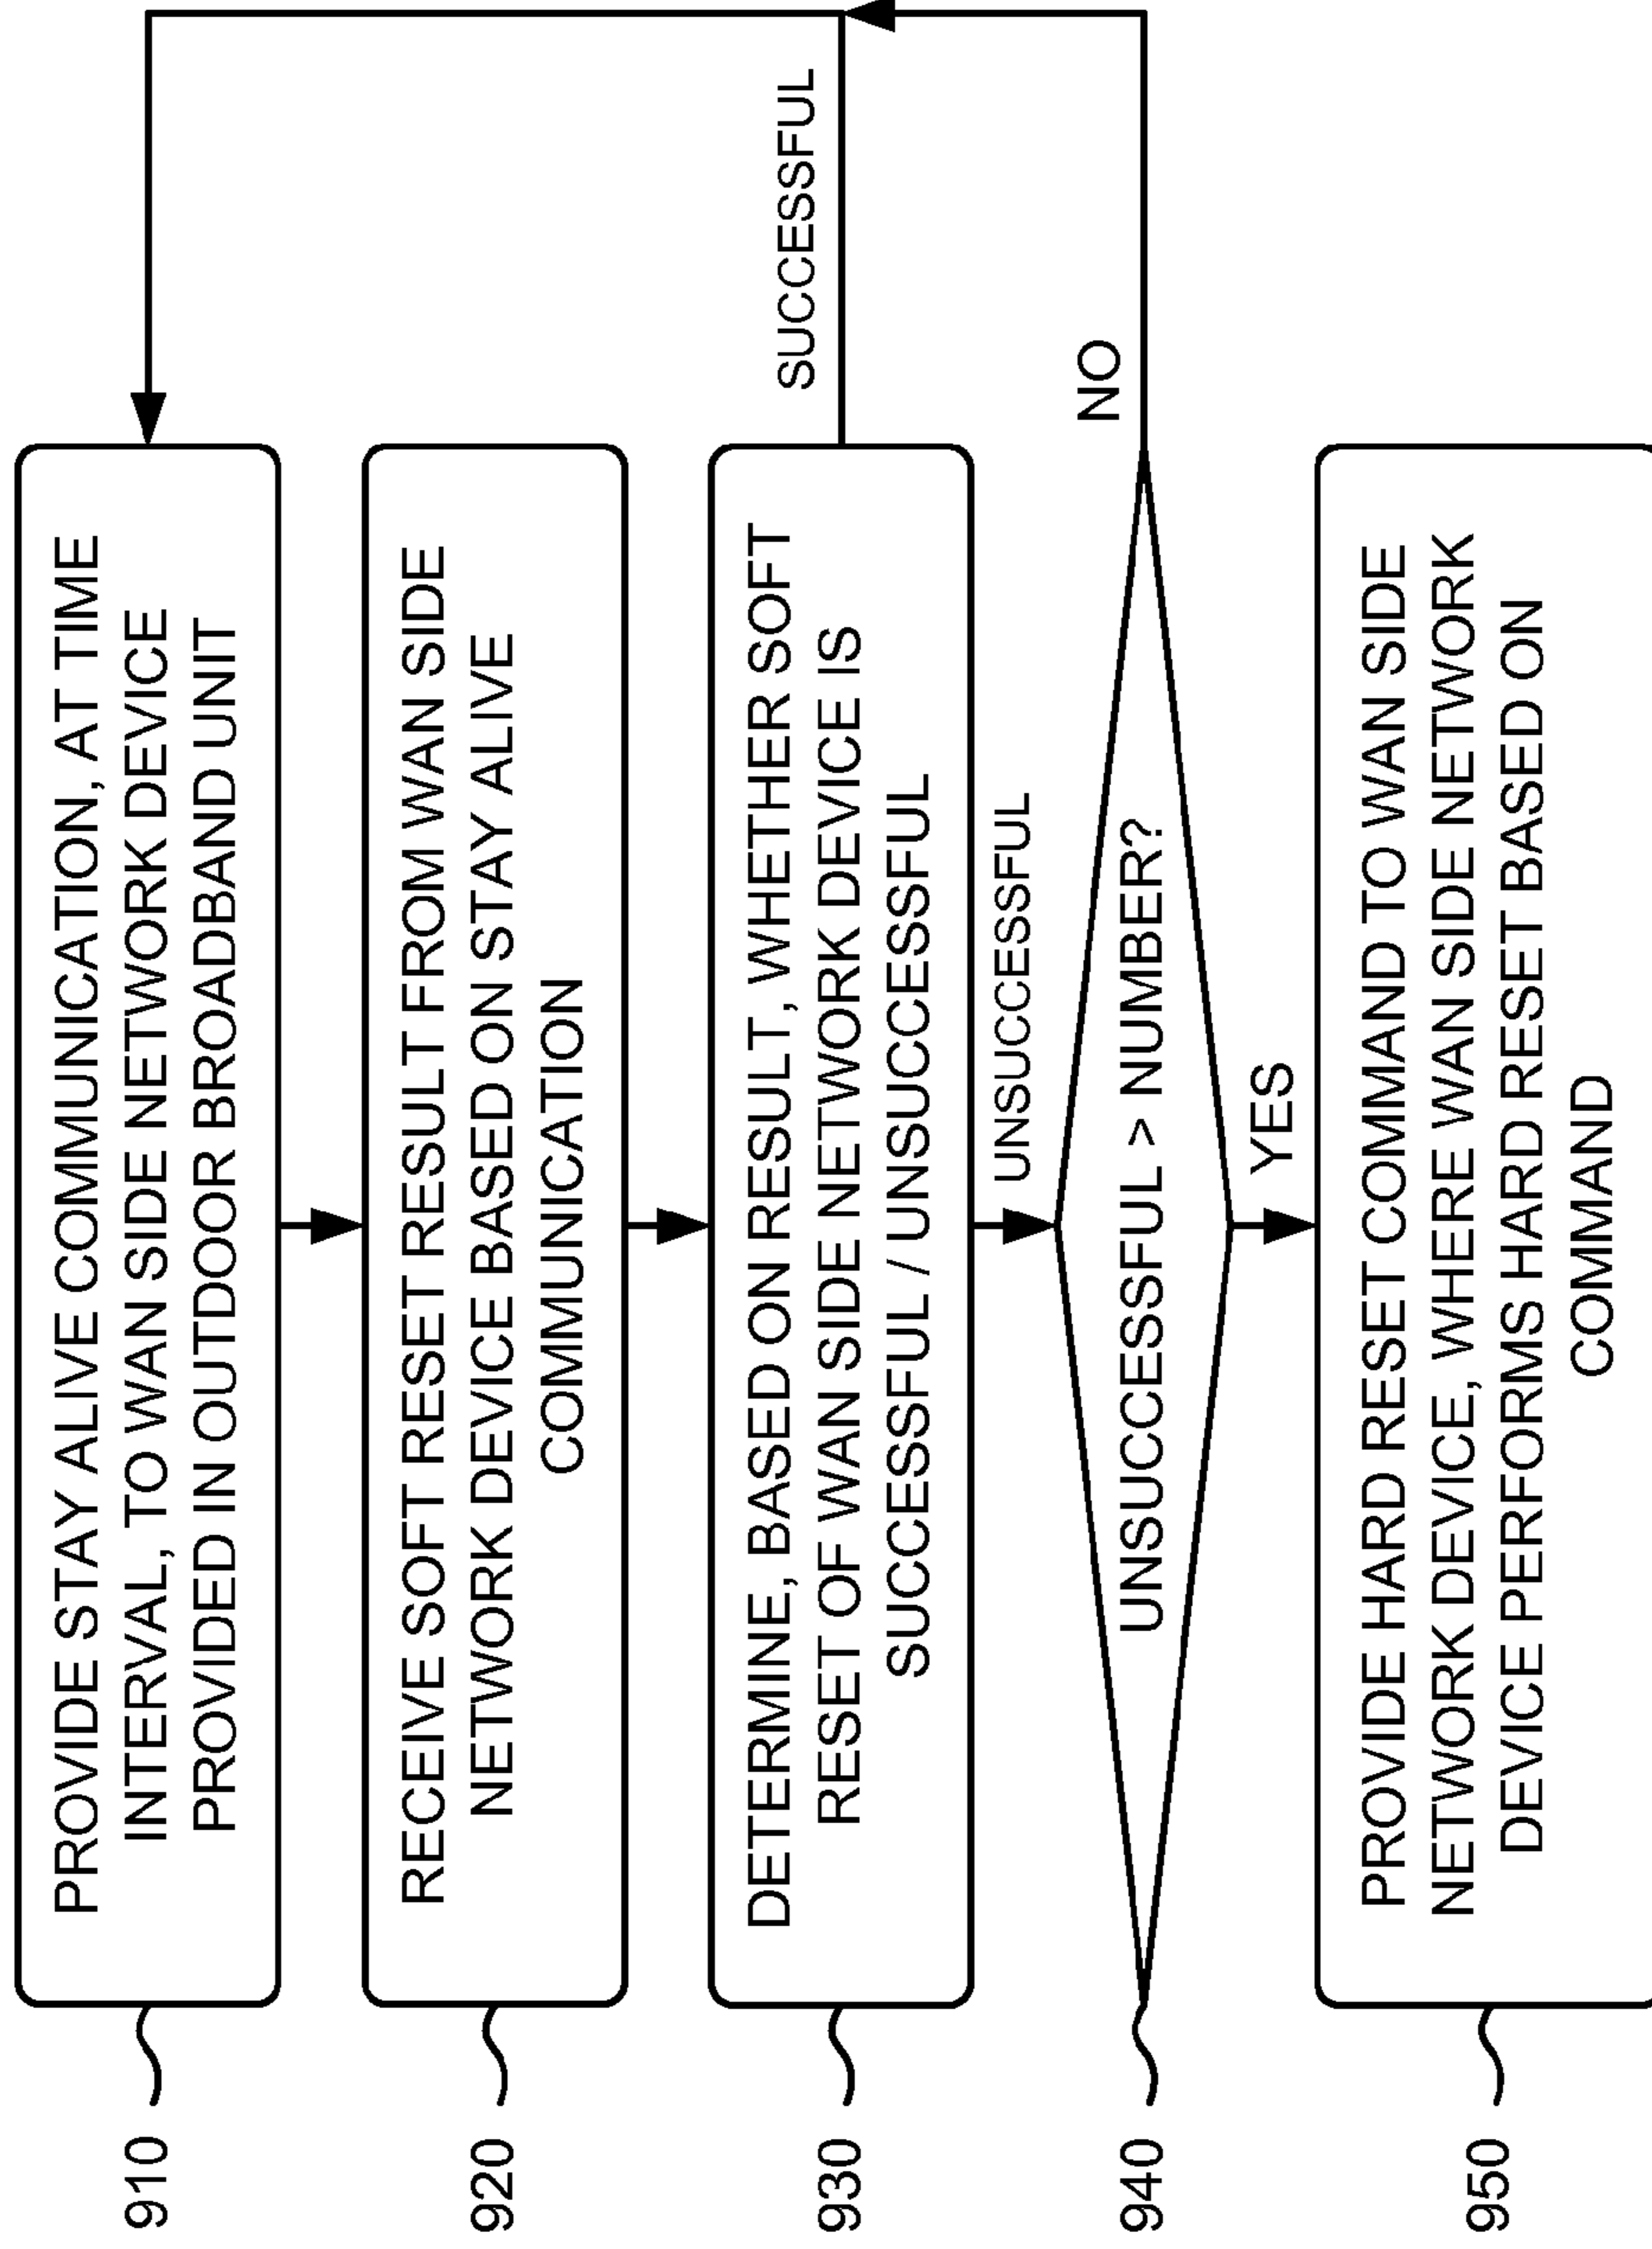 910
PROVIDE STAY ALIVE COMMUNICATION, AT TIME
INTERVAL, TO WAN SIDE NETWORK DEVICE
PROVIDED IN OUTDOOR BROADBAND UNIT
920
RECEIVE SOFT RESET RESULT FROM WAN SIDE
NETWORK DEVICE BASED ON STAY ALIVE
COMMUNICATION
930
DETERMINE, BASED ON RESULT, WHETHER SOFT
RESET OF WAN SIDE NETWORK DEVICE IS
SUCCESSFUL / UNSUCCESSFUL
SUCCESSFUL
UNSUCCESSFUL
940
UNSUCCESSFUL > NUMBER?
NO
YES
950
PROVIDE HARD RESET COMMAND TO WAN SIDE
NETWORK DEVICE, WHERE WAN SIDE NETWORK
DEVICE PERFORMS HARD RESET BASED ON
COMMAND